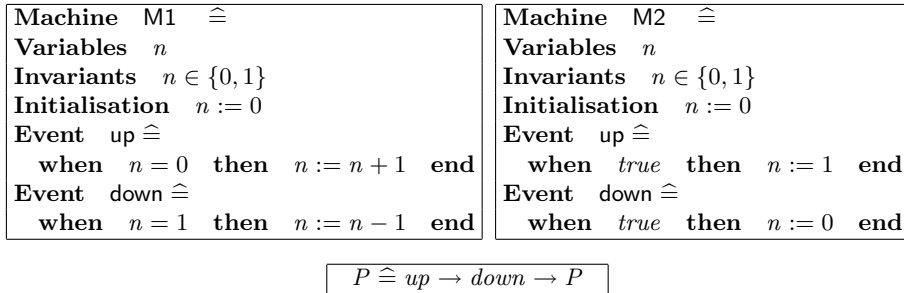 Machine M1 ≙
Variables n
Invariants n ∈ {0, 1}
Initialisation n := 0
Event up ≙
when n = 0 then n := n + 1 end
Event down ≙
when n = 1 then n := n − 1 end
Machine M2 ≙
Variables n
Invariants n ∈ {0, 1}
Initialisation n := 0
Event up ≙
when true then n := 1 end
Event down ≙
when true then n := 0 end
P ≙ up → down → P